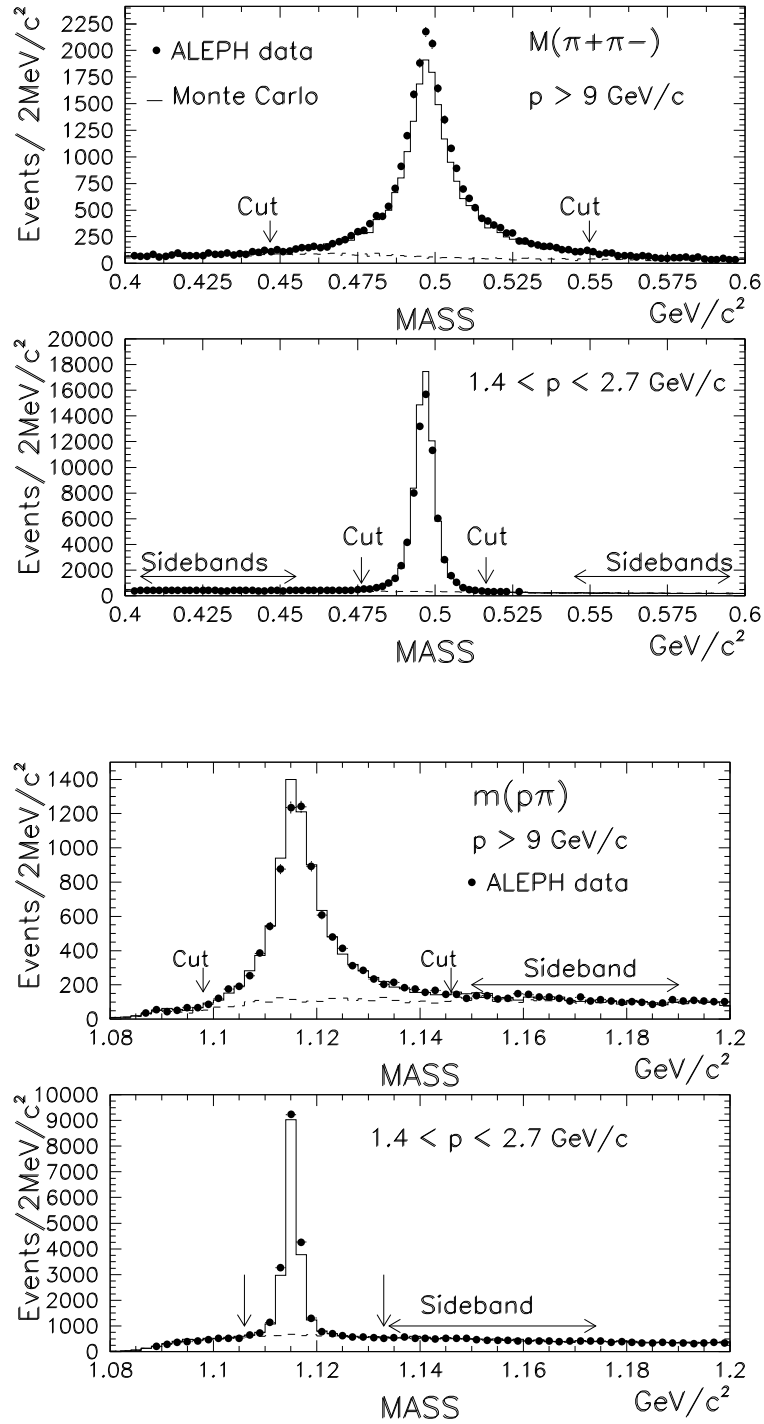 Events/ 2MeV/c²
2250
2000
1750
1500
1250
1000
750
500
250
0
● ALEPH data
— Monte Carlo
M(π+π−)
p > 9 GeV/c
Cut
Cut
0.4 0.425 0.45 0.475 0.5 0.525 0.55 0.575 0.6
MASS
GeV/c²
Events/ 2MeV/c²
20000
18000
16000
14000
12000
10000
8000
6000
4000
2000
0
1.4 < p < 2.7 GeV/c
Cut
Cut
Sidebands
Sidebands
0.4 0.425 0.45 0.475 0.5 0.525 0.55 0.575 0.6
MASS
GeV/c²
Events/2MeV/c²
1400
1200
1000
800
600
400
200
0
m(pπ)
p > 9 GeV/c
● ALEPH data
Cut
Cut
Sideband
1.08 1.1 1.12 1.14 1.16 1.18 1.2
MASS
GeV/c²
Events/2MeV/c²
10000
9000
8000
7000
6000
5000
4000
3000
2000
1000
0
1.4 < p < 2.7 GeV/c
Sideband
1.08 1.1 1.12 1.14 1.16 1.18 1.2
MASS
GeV/c²